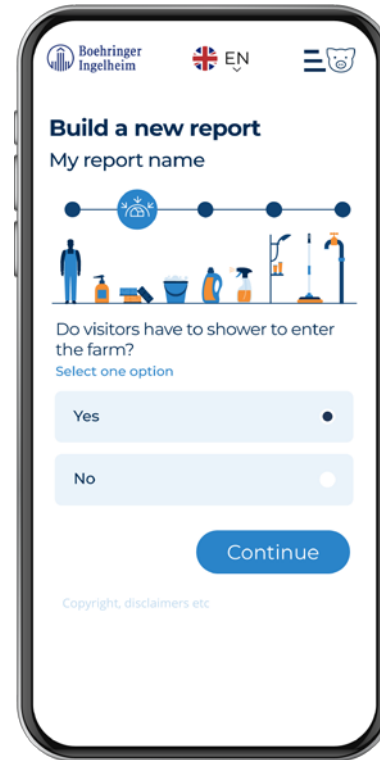 Boehringer
Ingelheim
EN
Build a new report
My report name
Do visitors have to shower to enter
the farm?
Select one option
Yes
No
Continue
Copyright, disclaimers etc